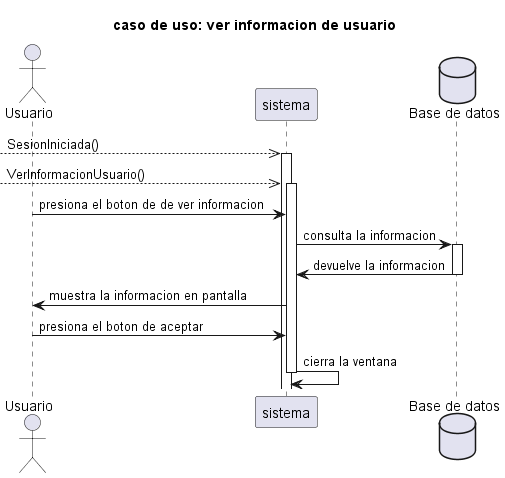 caso de uso: ver informacion de usuario
Usuario
sistema
Base de datos
SesionIniciada()
VerInformacionUsuario()
presiona el boton de de ver informacion
consulta la informacion
devuelve la informacion
muestra la informacion en pantalla
presiona el boton de aceptar
cierra la ventana
Usuario
sistema
Base de datos